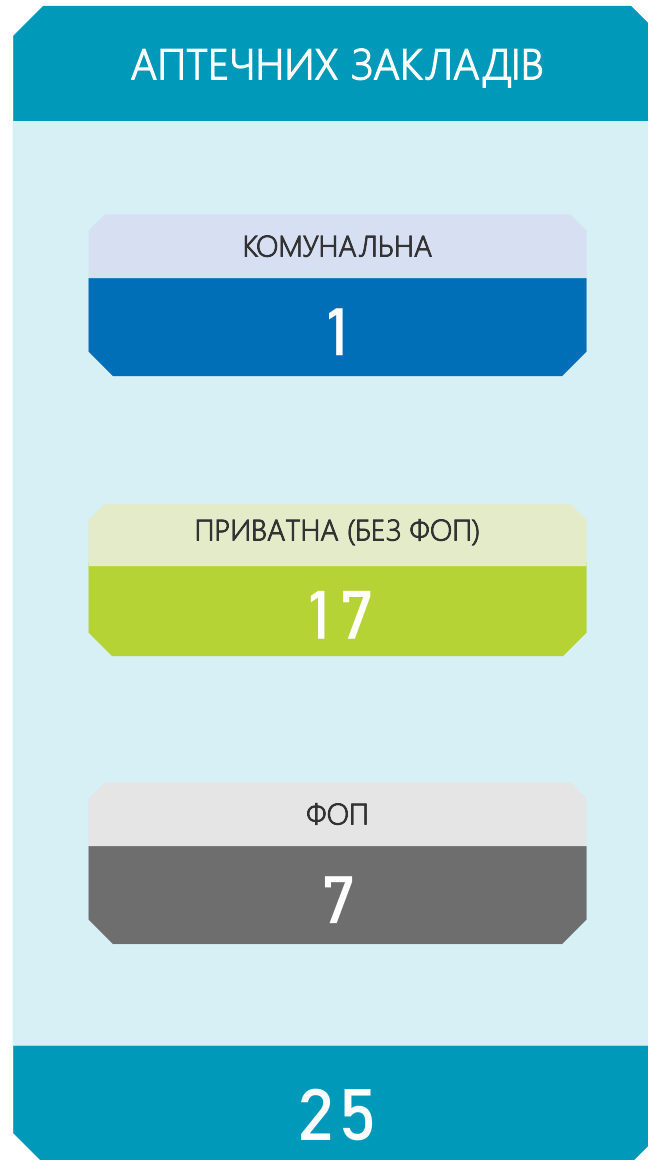 АПТЕЧНИХ ЗАКЛАДІВ
КОМУНАЛЬНА
1
ПРИВАТНА (БЕЗ ФОП)
17
ФОП
7
25